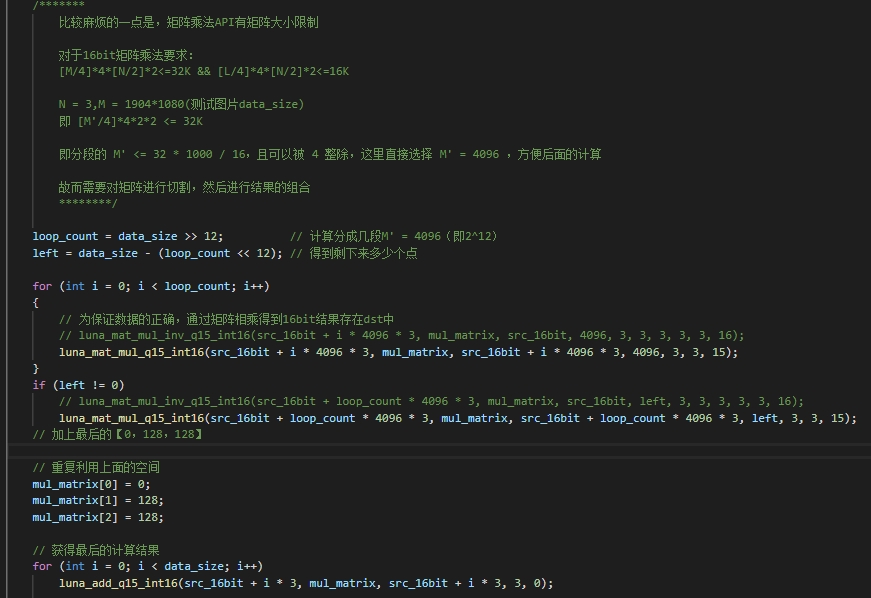 /*******
比较麻烦的一点是，矩阵乘法API有矩阵大小限制
对于16bit矩阵乘法要求：
[M/4]*4*[N/2]*2<=32K && [L/4]*4*[N/2]*2<=16K
N = 3,M = 1904*1080(测试图片data_size)
即 [M'/4]*4*2*2 <= 32K
即分段的 M' <= 32 * 1000 / 16，且可以被 4 整除，这里直接选择 M' = 4096 ，方便后面的计算
故而需要对矩阵进行切割，然后进行结果的组合
********/
loop_count = data_size >> 12; // 计算分成几段M' = 4096（即2^12）
left = data_size - (loop_count << 12); // 得到剩下来多少个点
for (int i = 0; i < loop_count; i++)
{
// 为保证数据的正确，通过矩阵相乘得到16bit结果存在dst中
// luna_mat_mul_inv_q15_int16(src_16bit + i * 4096 * 3, mul_matrix, src_16bit, 4096, 3, 3, 3, 3, 3, 16);
luna_mat_mul_q15_int16(src_16bit + i * 4096 * 3, mul_matrix, src_16bit + i * 4096 * 3, 4096, 3, 3, 15);
}
if (left != 0)
// luna_mat_mul_inv_q15_int16(src_16bit + loop_count * 4096 * 3, mul_matrix, src_16bit, left, 3, 3, 3, 3, 3, 16);
luna_mat_mul_q15_int16(src_16bit + loop_count * 4096 * 3, mul_matrix, src_16bit + loop_count * 4096 * 3, left, 3, 3, 15);
// 加上最后的【0，128，128】
// 重复利用上面的空间
mul_matrix[0] = 0;
mul_matrix[1] = 128;
mul_matrix[2] = 128;
// 获得最后的计算结果
for (int i = 0; i < data_size; i++)
luna_add_q15_int16(src_16bit + i * 3, mul_matrix, src_16bit + i * 3, 3, 0);